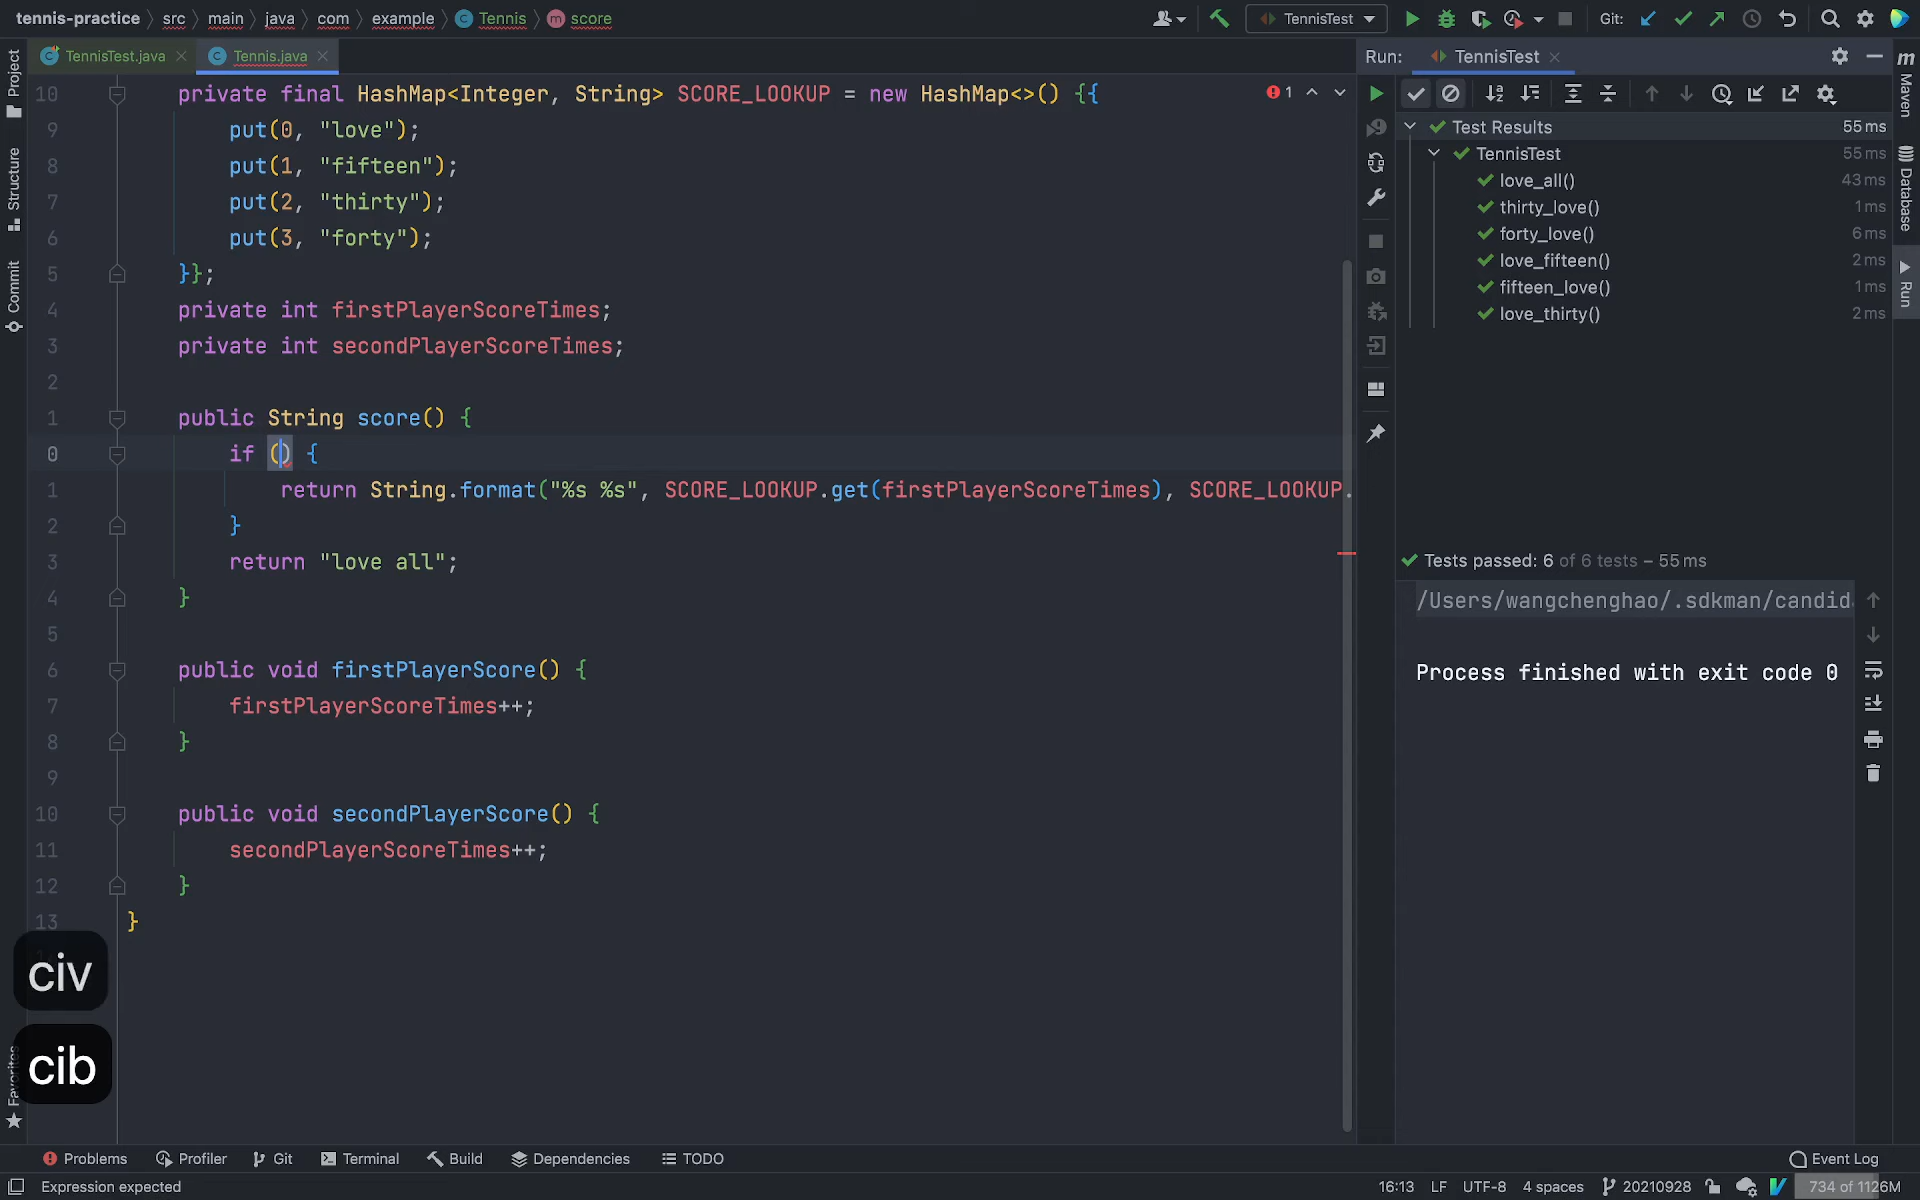 tennis-practice src main java com example Tennis score
TennisTest
Git:
TennisTest.java
Tennis.java
Run:
TennisTest
Project
Structure
Commit
Favorites
10 private final HashMap<Integer, String> SCORE_LOOKUP = new HashMap<>() {{
9 put(0, "love");
8 put(1, "fifteen");
7 put(2, "thirty");
6 put(3, "forty");
5 }};
4 private int firstPlayerScoreTimes;
3 private int secondPlayerScoreTimes;
2
1 public String score() {
0 if () {
1 return String.format("%s %s", SCORE_LOOKUP.get(firstPlayerScoreTimes), SCORE_LOOKUP.
2 }
3 return "love all";
4 }
5
6 public void firstPlayerScore() {
7 firstPlayerScoreTimes++;
8 }
9
10 public void secondPlayerScore() {
11 secondPlayerScoreTimes++;
12 }
13 }
1
civ
cib
Test Results 55 ms
TennisTest 55 ms
love_all() 43 ms
thirty_love() 1 ms
forty_love() 6 ms
love_fifteen() 2 ms
fifteen_love() 1 ms
love_thirty() 2 ms
Tests passed: 6 of 6 tests – 55 ms
/Users/wangchenghao/.sdkman/candid
Process finished with exit code 0
m
Maven
Database
Run
Problems Profiler Git Terminal Build Dependencies TODO Event Log
Expression expected
16:13 LF UTF-8 4 spaces 20210928 734 of 1126M